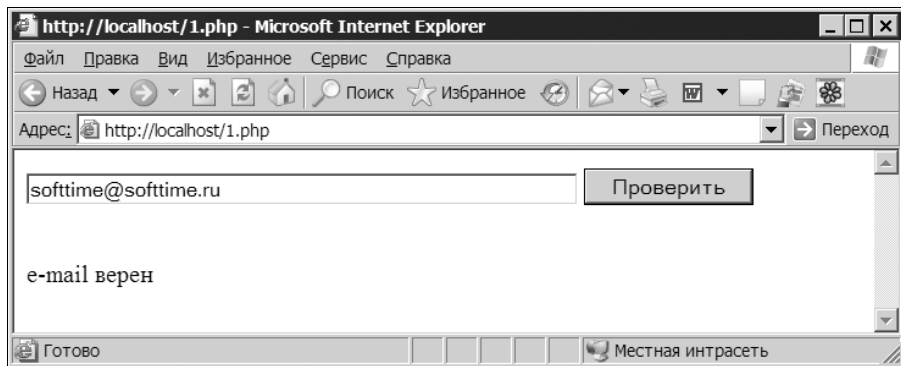 http://localhost/1.php - Microsoft Internet Explorer
Файл Правка Вид Избранное Сервис Справка
Назад Поиск Избранное
Адрес: http://localhost/1.php Переход
softtime@softtime.ru Проверить
e-mail верен
Готово Местная интрасеть